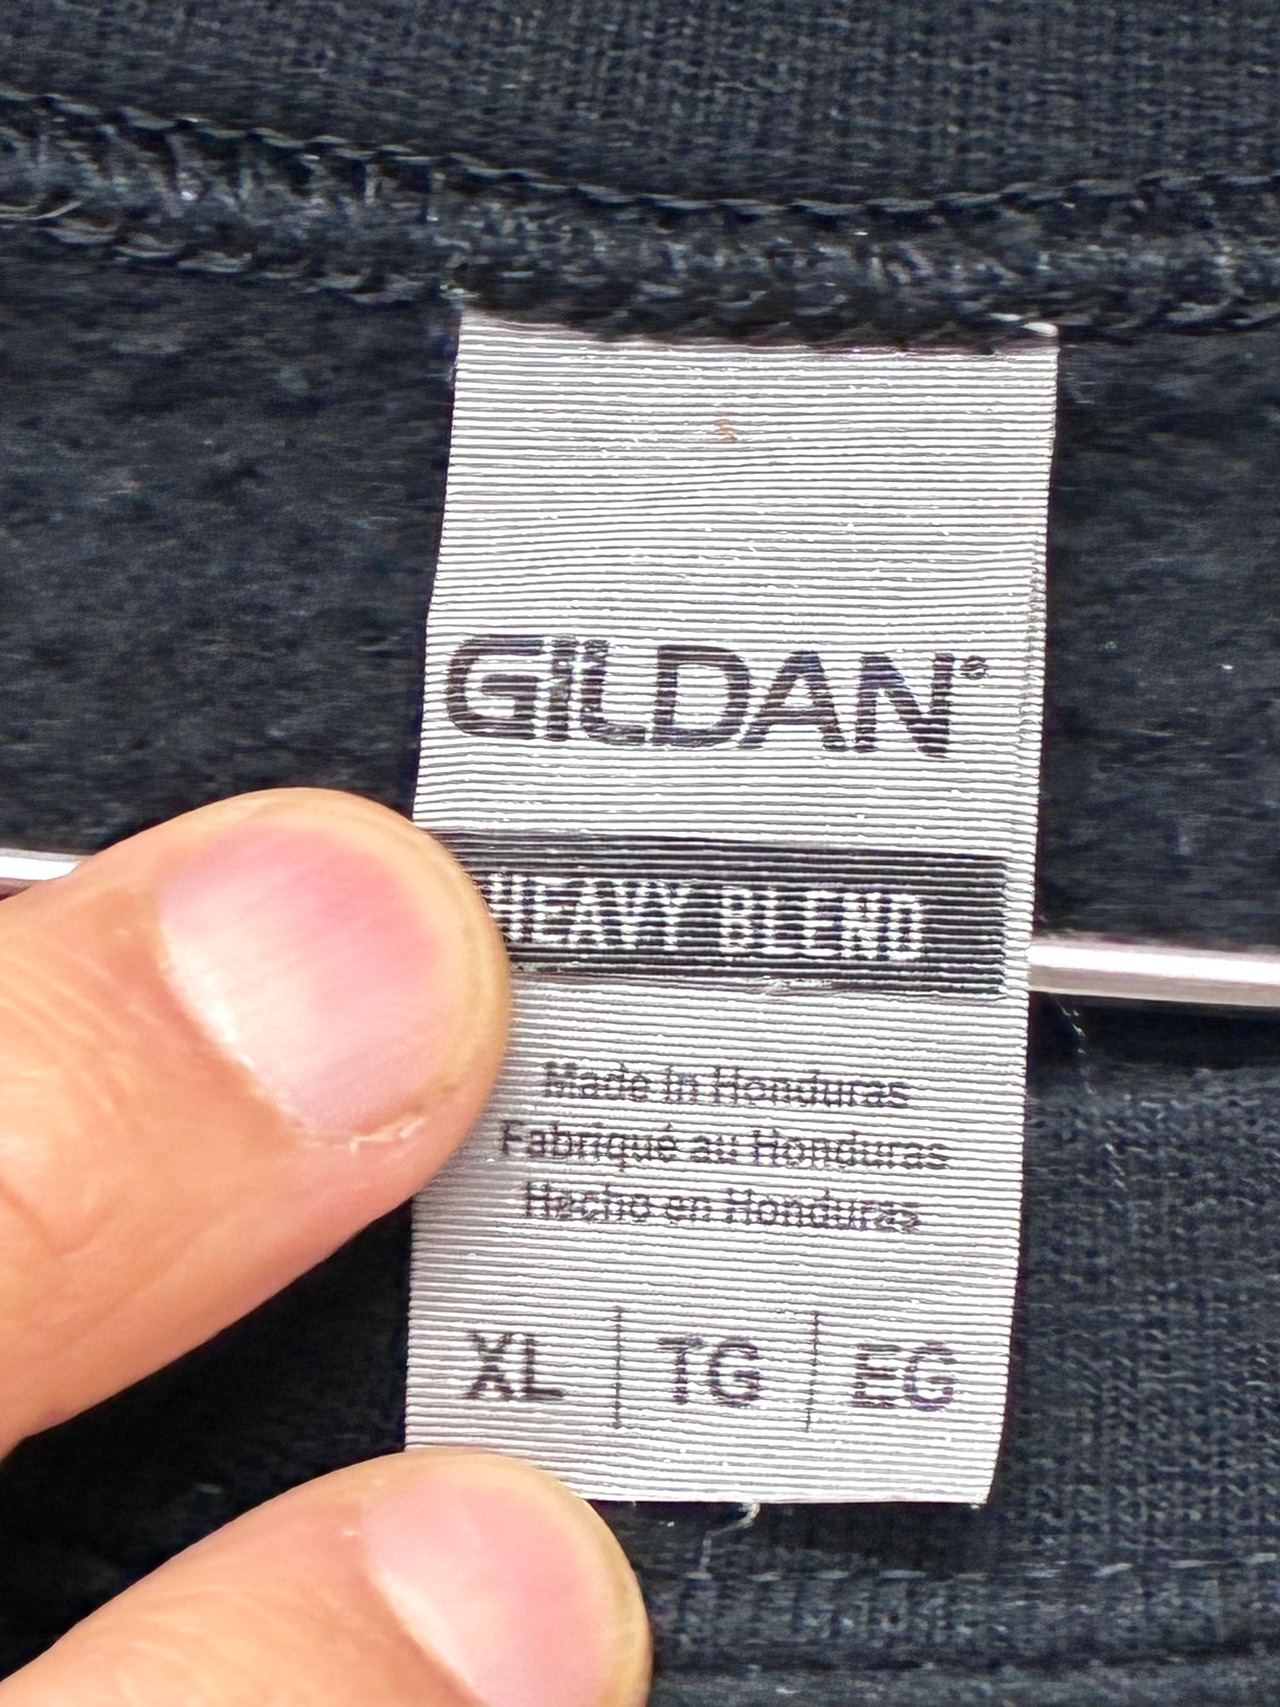 GILDAN®
HEAVY BLEND
Made in Honduras
Fabriqué au Honduras
Hecho en Honduras
XL | TG | EG